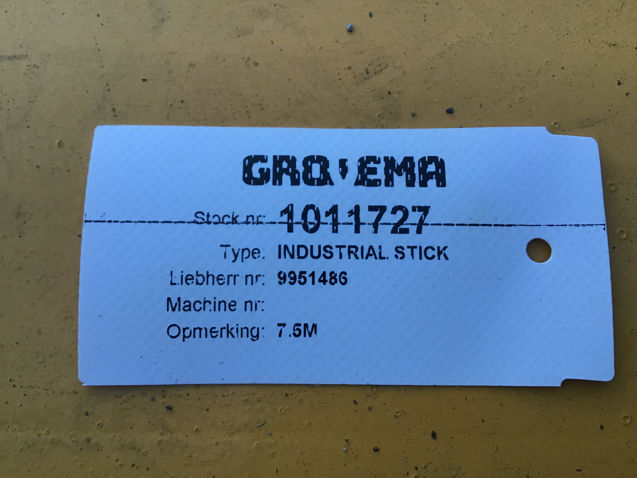 GROVEMA
Stock nr: 1011727
Type: INDUSTRIAL STICK
Liebherr nr: 9951486
Machine nr:
Opmerking: 7.5M